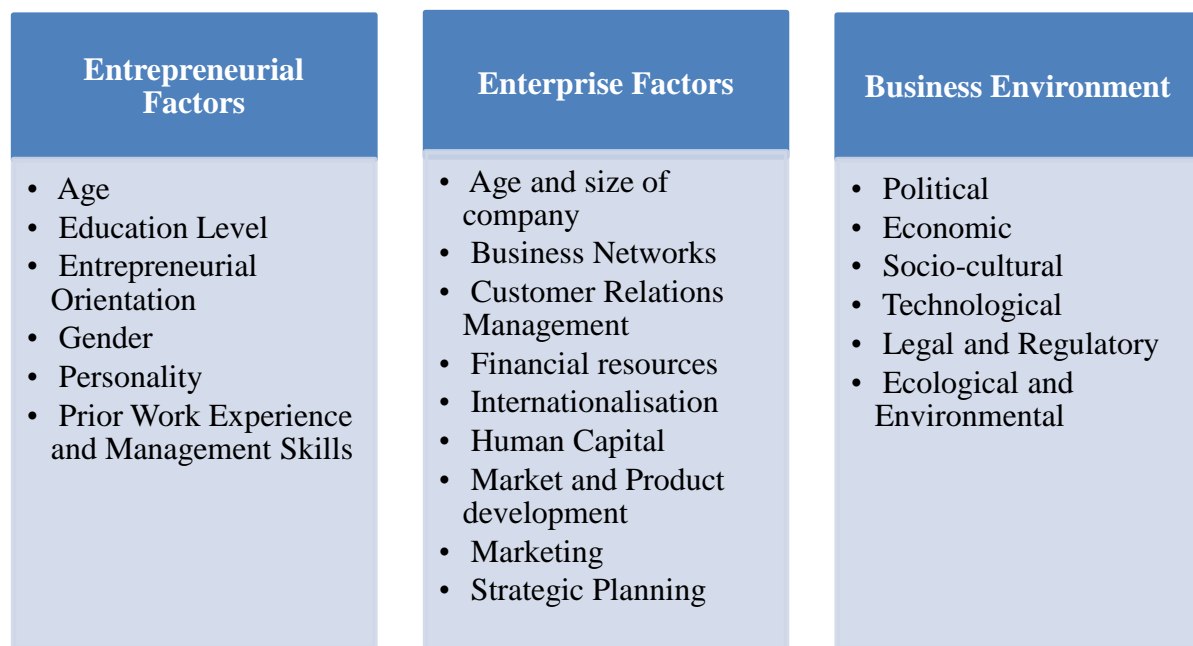 Entrepreneurial
Factors
• Age
• Education Level
• Entrepreneurial
Orientation
• Gender
• Personality
• Prior Work Experience
and Management Skills
Enterprise Factors
• Age and size of
company
• Business Networks
• Customer Relations
Management
• Financial resources
• Internationalisation
• Human Capital
• Market and Product
development
• Marketing
• Strategic Planning
Business Environment
• Political
• Economic
• Socio-cultural
• Technological
• Legal and Regulatory
• Ecological and
Environmental